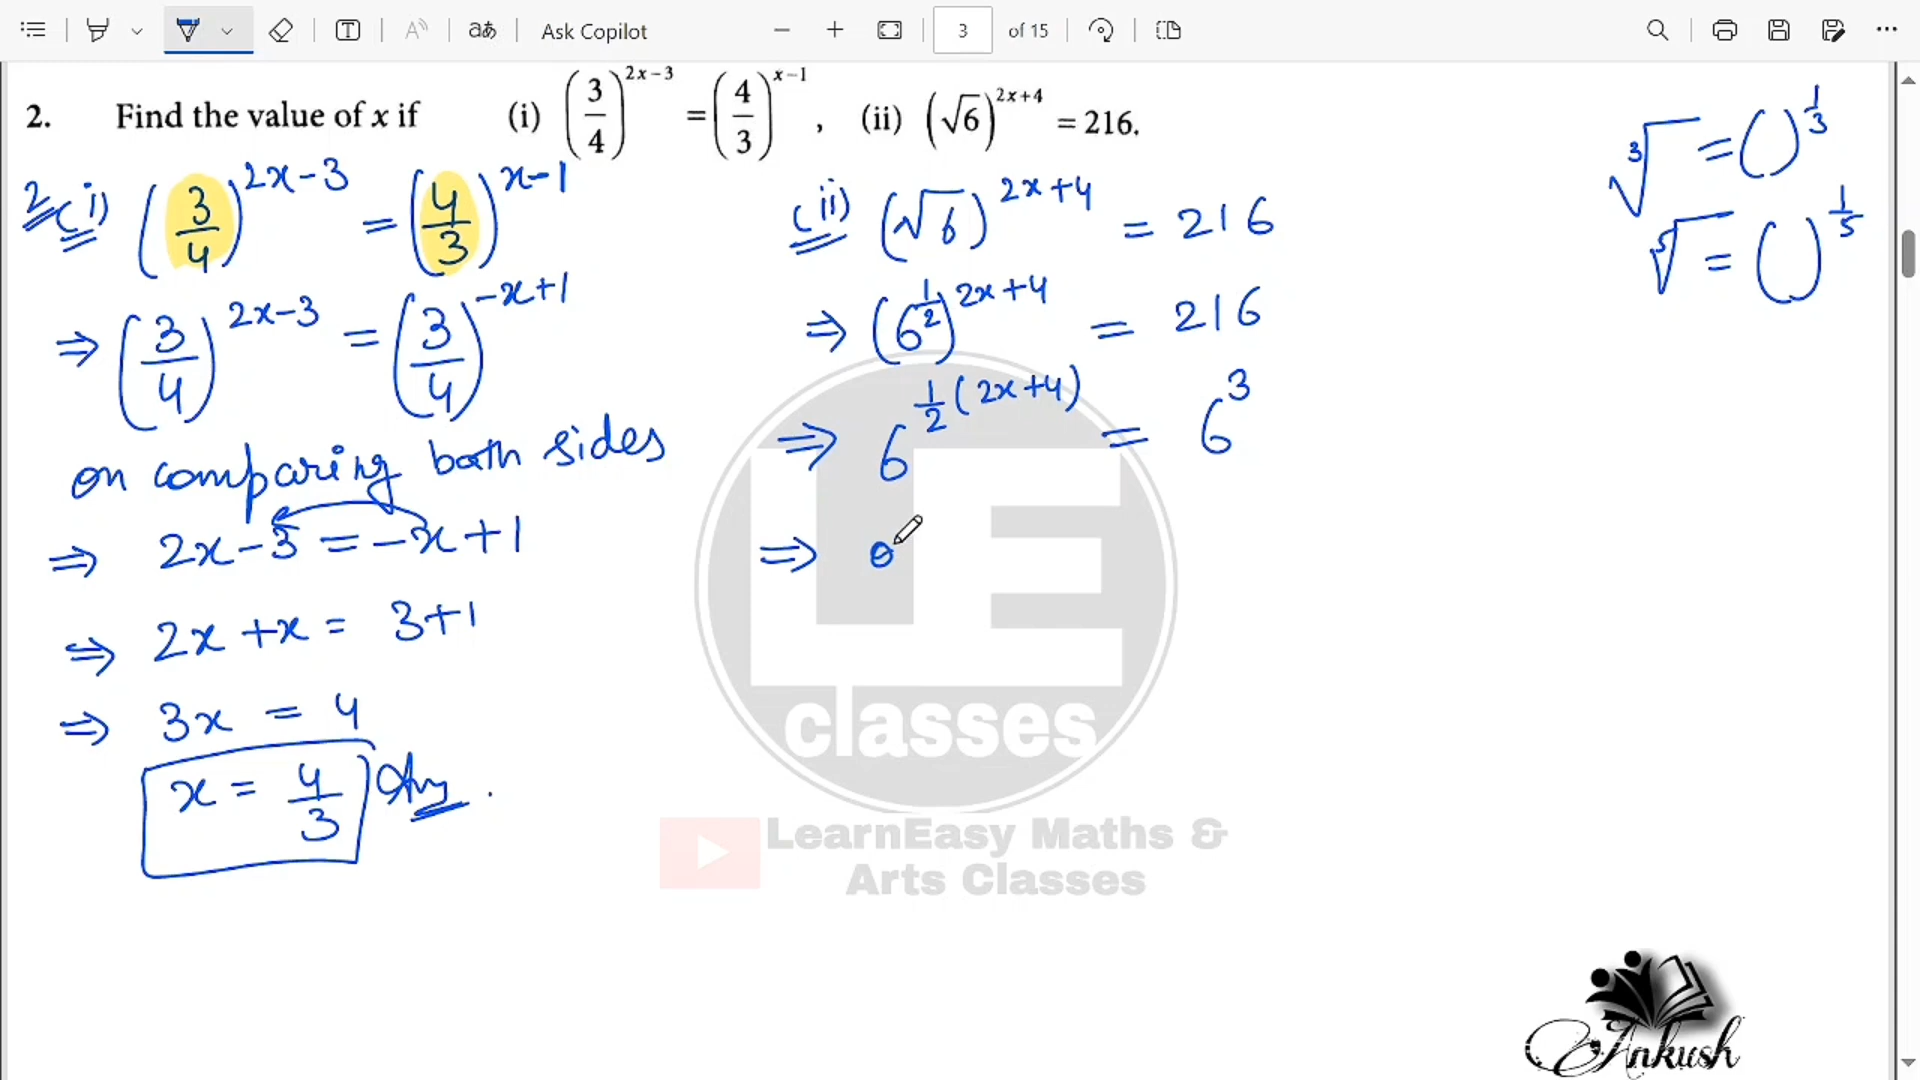 Ask Copilot 3 of 15
2. Find the value of x if (i) (3/4)^(2x-3) = (4/3)^(x-1), (ii) (√6)^(2x+4) = 216.
2(i) (3/4)^(2x-3) = (4/3)^(x-1)
⇒ (3/4)^(2x-3) = (3/4)^(-x+1)
on comparing both sides
⇒ 2x-3 = -x+1
⇒ 2x+x = 3+1
⇒ 3x = 4
x = 4/3 Ans.
(ii) (√6)^(2x+4) = 216
⇒ (6^(1/2))^(2x+4) = 216
⇒ 6^(1/2(2x+4)) = 6^3
⇒
∛ = ( )^(1/3)
⁵√ = ( )^(1/5)
LE
classes
LearnEasy Maths &
Arts Classes
Ankush